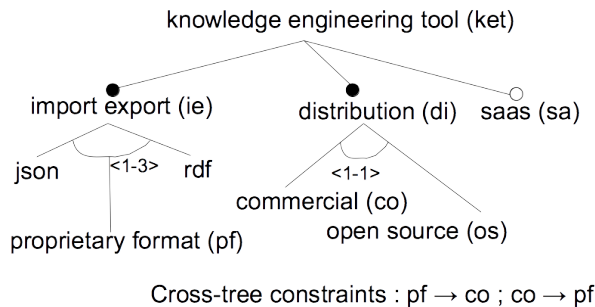 knowledge engineering tool (ket)
import export (ie)
distribution (di)
saas (sa)
json
<1-3>
rdf
<1-1>
commercial (co)
open source (os)
proprietary format (pf)
Cross-tree constraints : pf → co ; co → pf